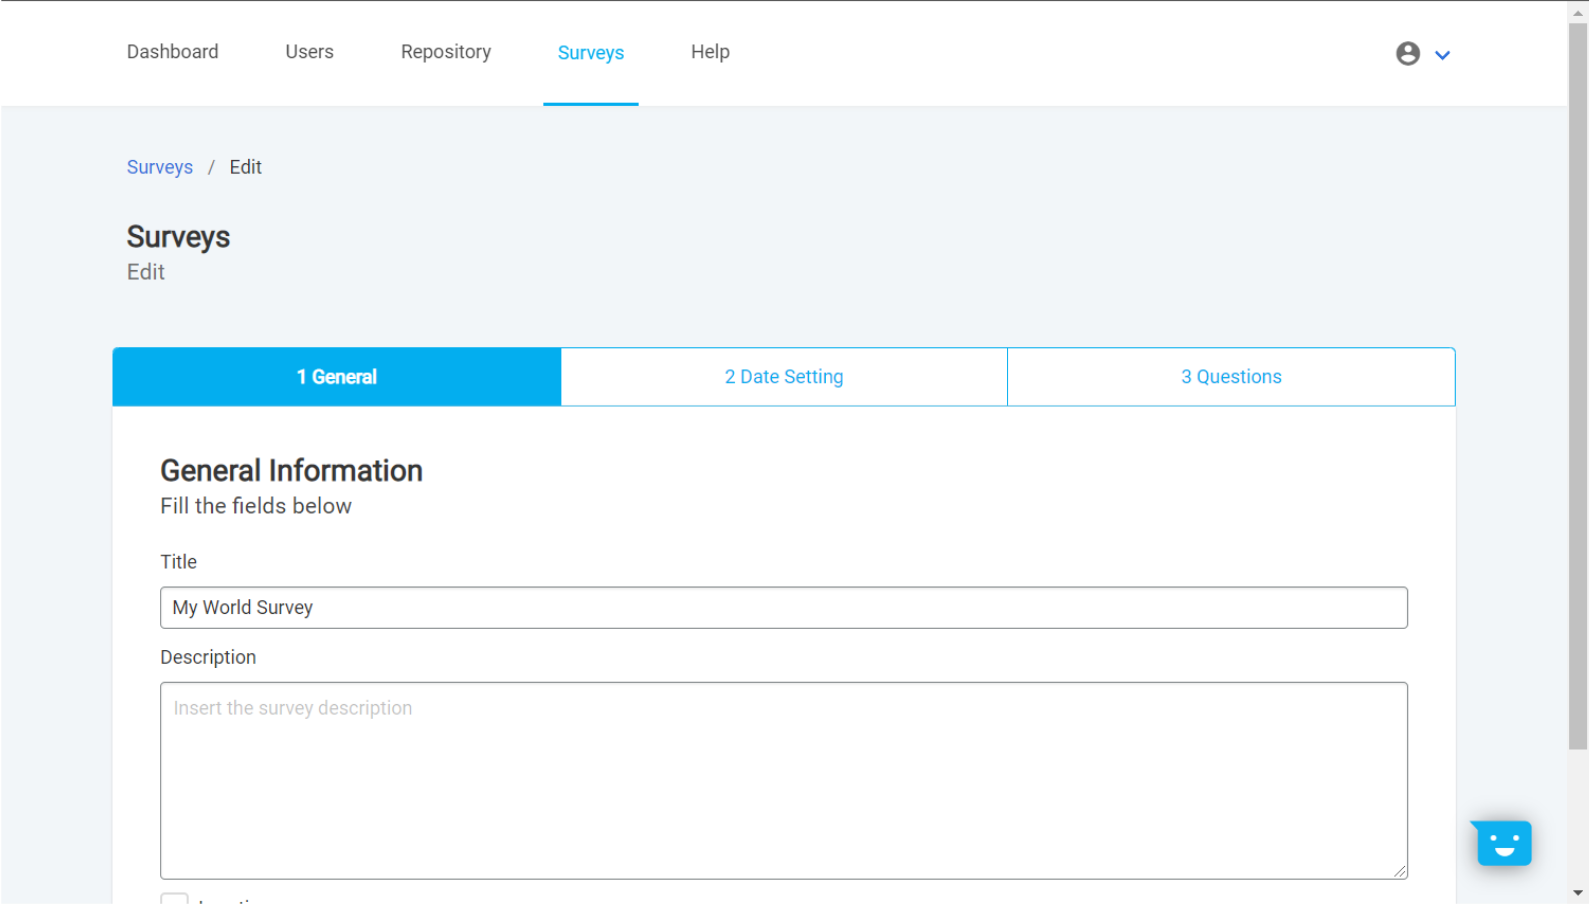 Dashboard Users Repository Surveys Help
Surveys / Edit
Surveys
Edit
1 General 2 Date Setting 3 Questions
General Information
Fill the fields below
Title
My World Survey
Description
Insert the survey description